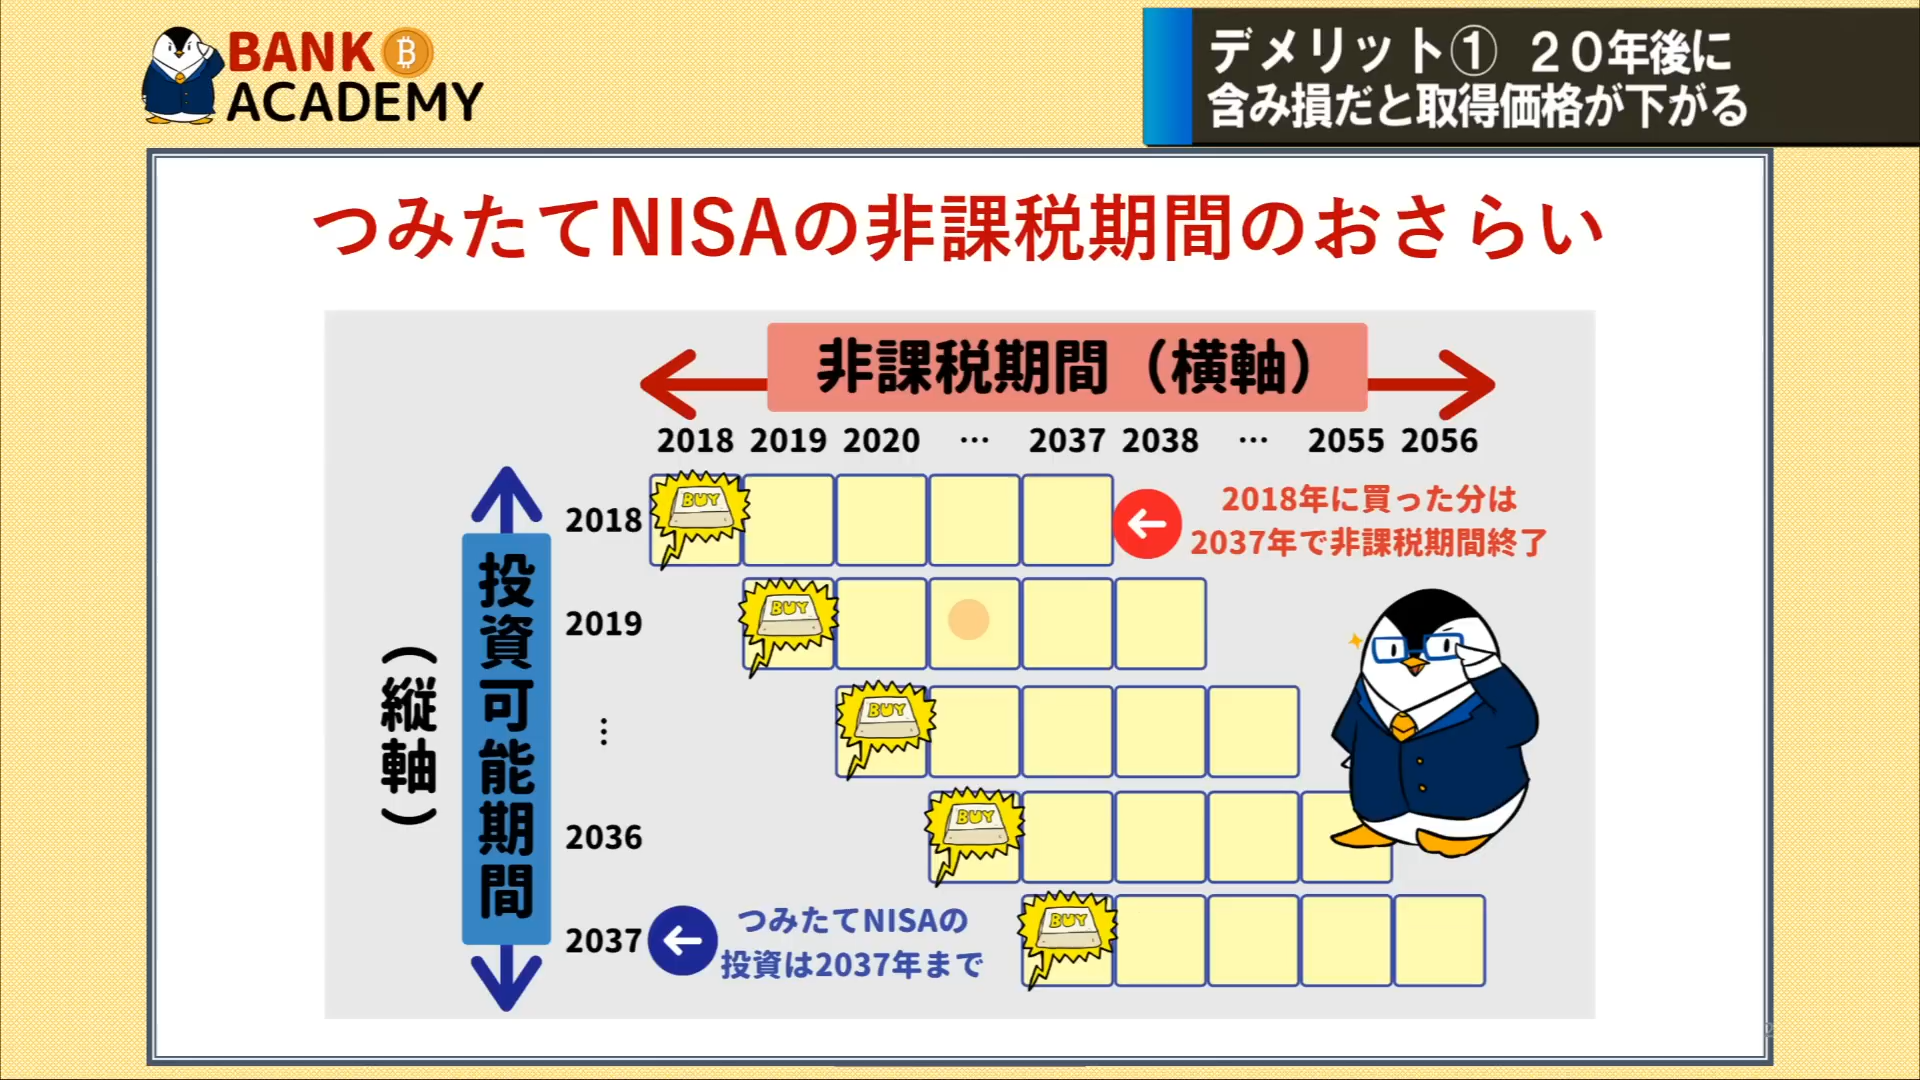 BANK
ACADEMY
デメリット① 20年後に
含み損だと取得価格が下がる
つみたてNISAの非課税期間のおさらい
非課税期間（横軸）
2018 2019 2020 … 2037 2038 … 2055 2056
投資可能期間
（縦軸）
2018
BUY
2018年に買った分は
2037年で非課税期間終了
2019
BUY
⋮
BUY
2036
BUY
2037
つみたてNISAの
投資は2037年まで
BUY